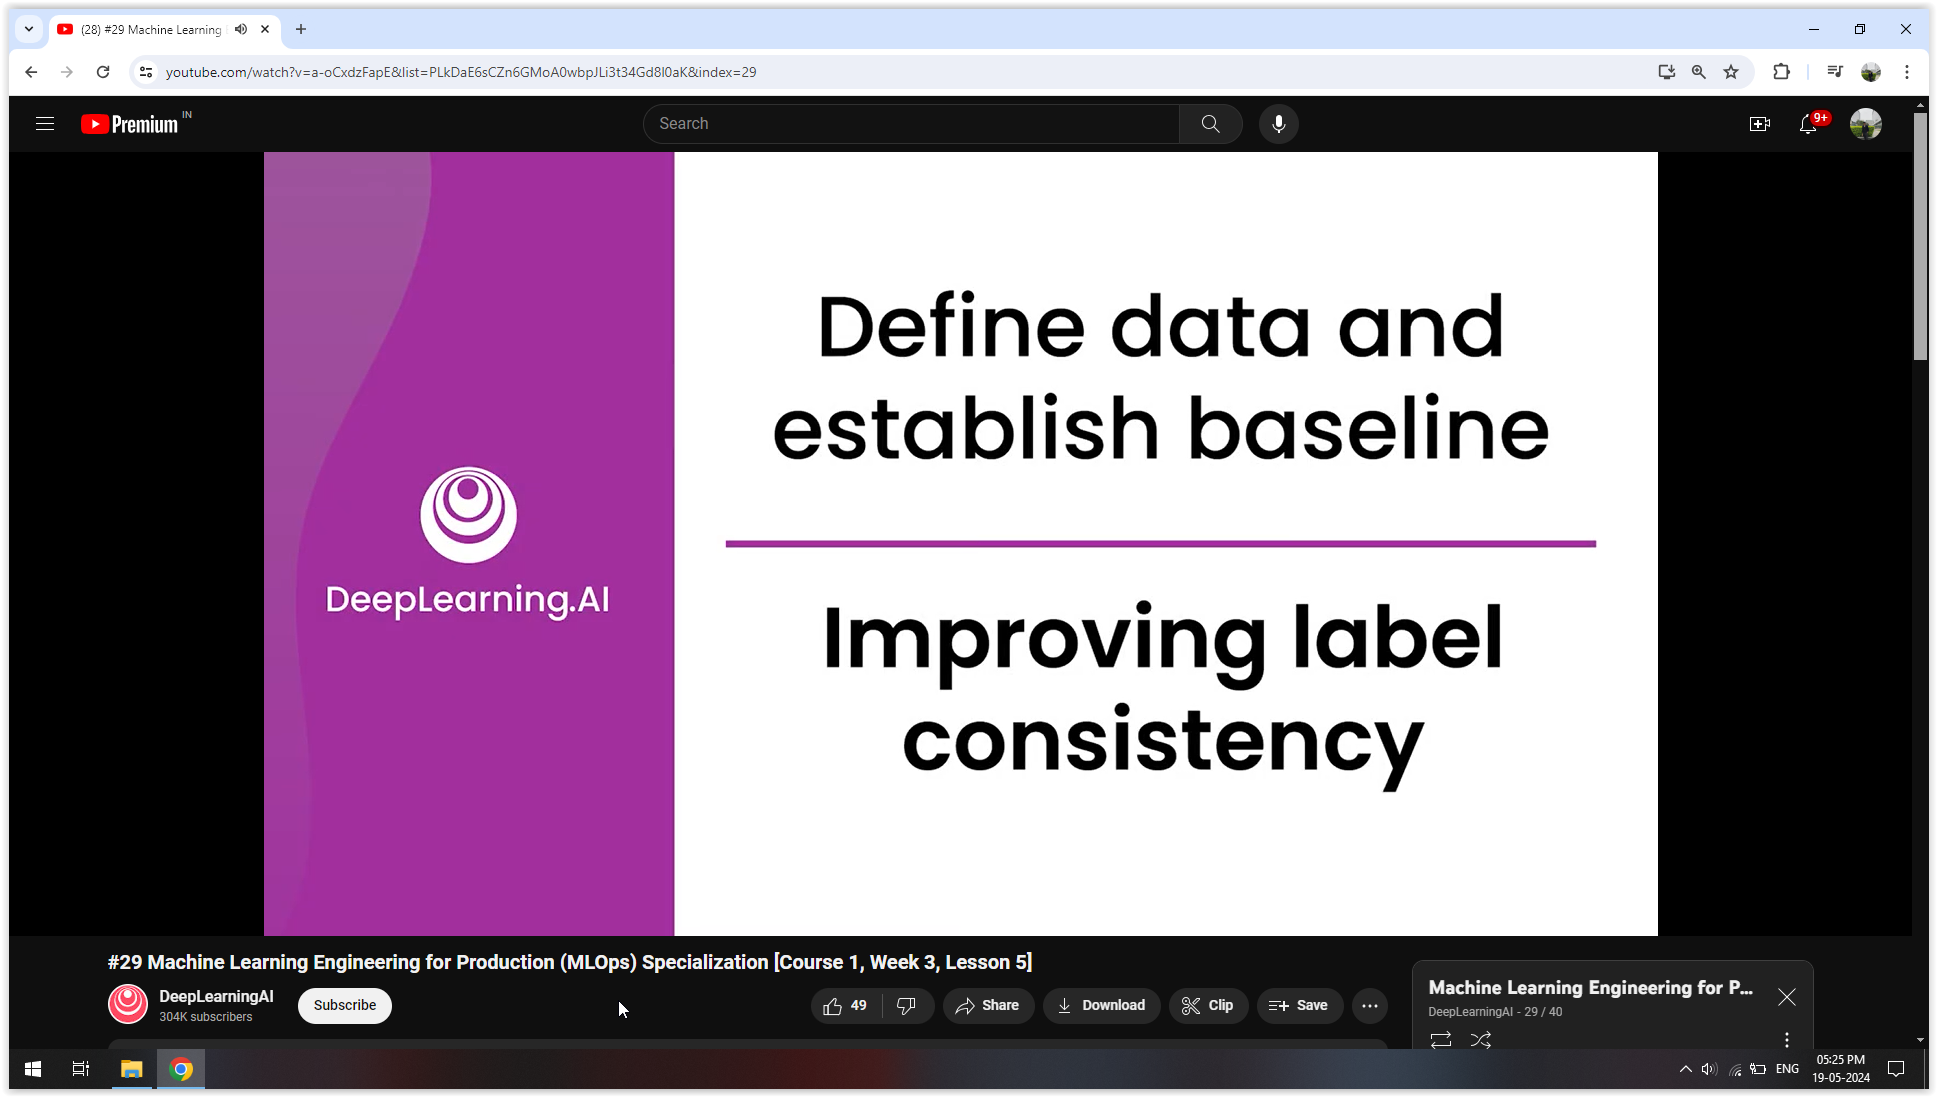 (28) #29 Machine Learning
youtube.com/watch?v=a-oCxdzFapE&list=PLkDaE6sCZn6GMoA0wbpJLi3t34Gd8l0aK&index=29
Premium IN
Search
9+
Define data and
establish baseline
DeepLearning.AI
Improving label
consistency
#29 Machine Learning Engineering for Production (MLOps) Specialization [Course 1, Week 3, Lesson 5]
DeepLearningAI
304K subscribers
Subscribe
49
Share
Download
Clip
Save
Machine Learning Engineering for P...
DeepLearningAI - 29 / 40
ENG
05:25 PM
19-05-2024